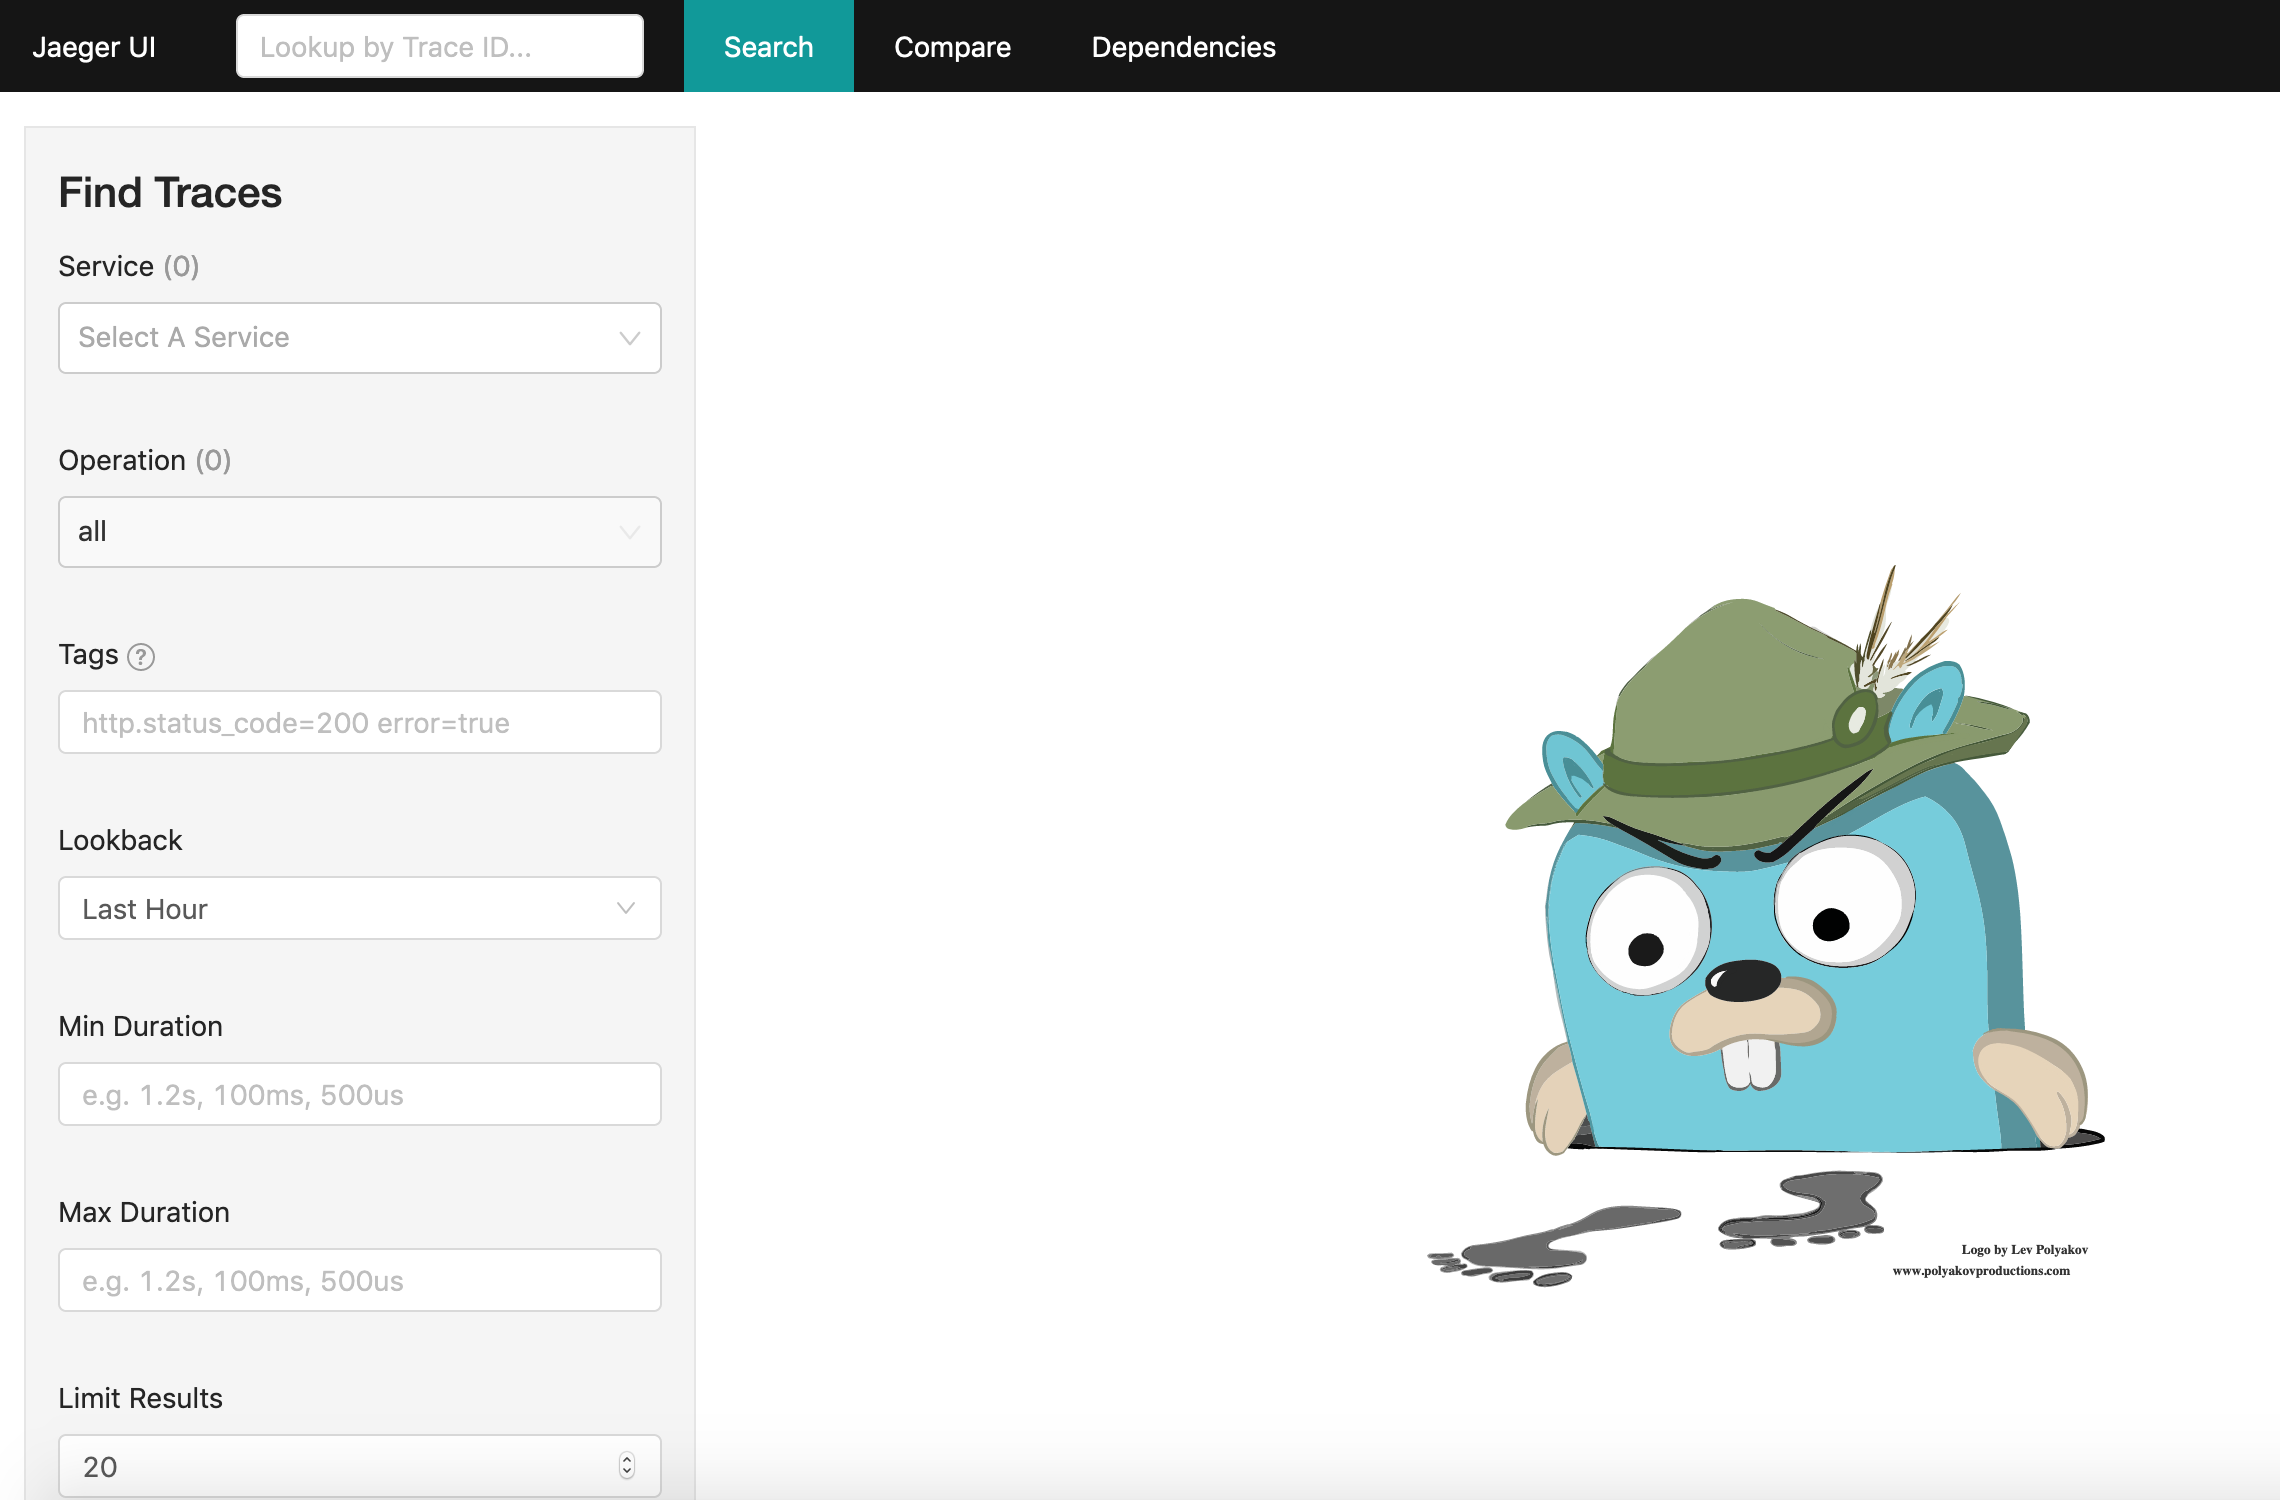 Jaeger UI
Lookup by Trace ID...
Search
Compare
Dependencies
Find Traces
Service (0)
Select A Service
Operation (0)
all
Tags ?
http.status_code=200 error=true
Lookback
Last Hour
Min Duration
e.g. 1.2s, 100ms, 500us
Max Duration
e.g. 1.2s, 100ms, 500us
Limit Results
20
Logo by Lev Polyakov
www.polyakovproductions.com